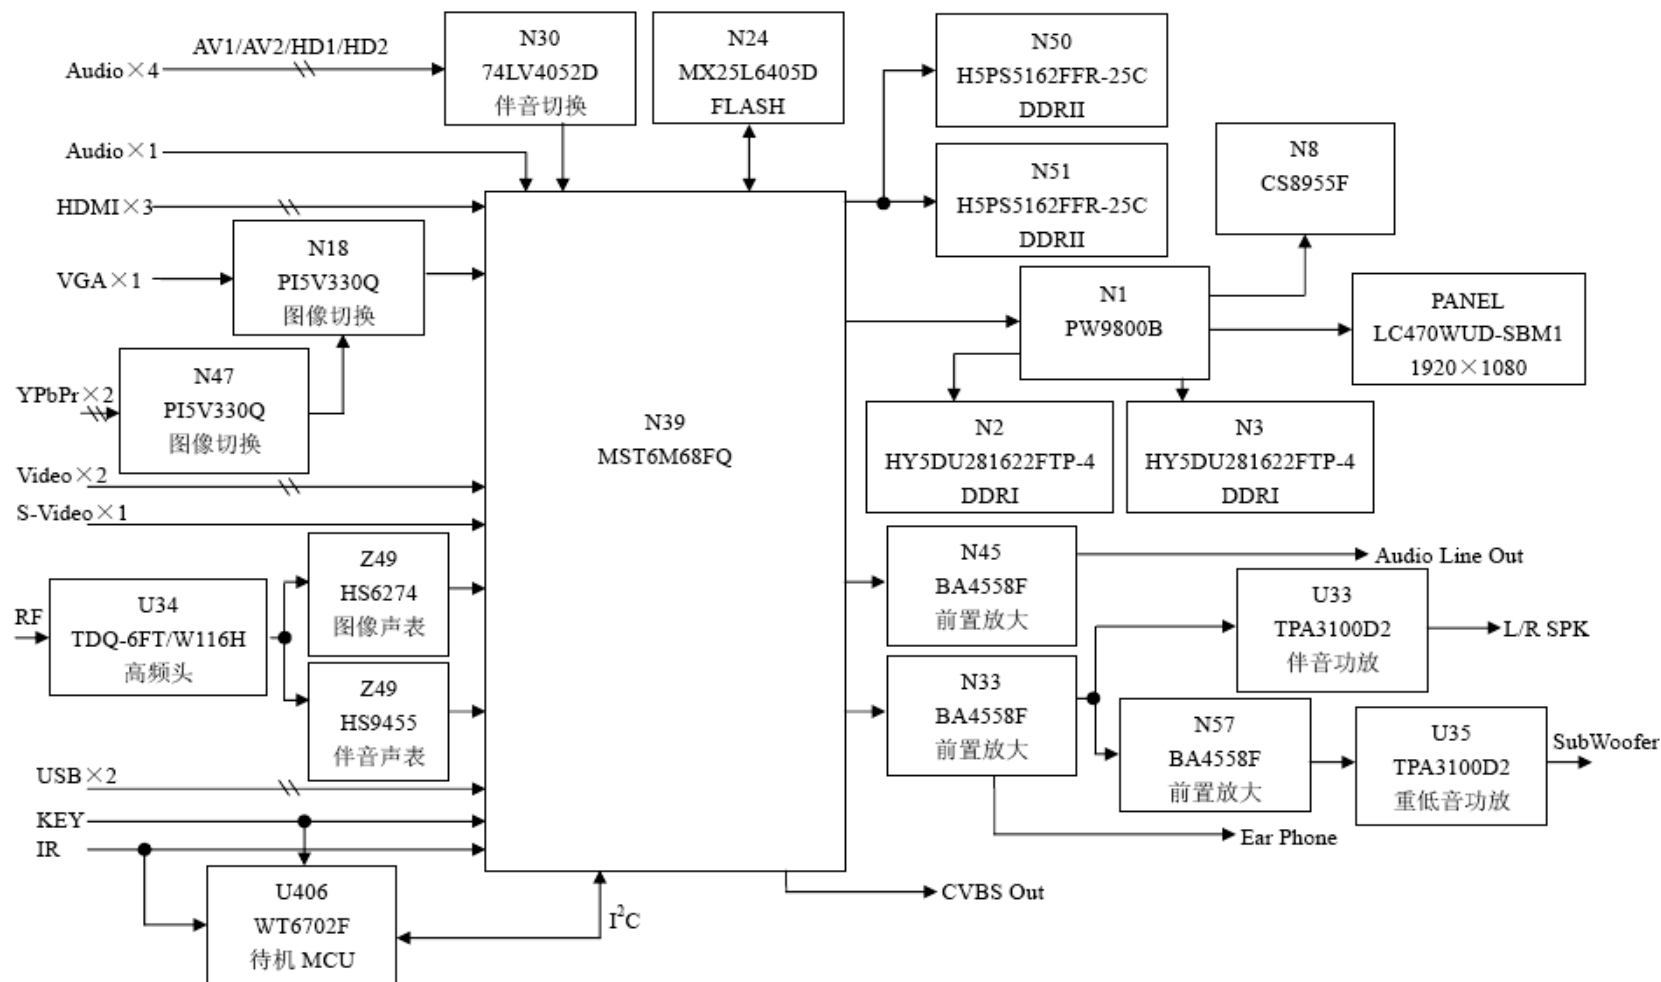 AV1/AV2/HD1/HD2
Audio×4
N30
74LV4052D
伴音切换
N24
MX25L6405D
FLASH
N50
H5PS5162FFR-25C
DDRII
Audio×1
N51
H5PS5162FFR-25C
DDRII
N8
CS8955F
HDMI×3
N18
PI5V330Q
图像切换
VGA×1
N1
PW9800B
PANEL
LC470WUD-SBM1
1920×1080
N47
PI5V330Q
图像切换
YPbPr×2
N39
MST6M68FQ
N2
HY5DU281622FTP-4
DDRI
N3
HY5DU281622FTP-4
DDRI
Video×2
S-Video×1
Z49
HS6274
图像声表
N45
BA4558F
前置放大
Audio Line Out
RF
U34
TDQ-6FT/W116H
高频头
U33
TPA3100D2
伴音功放
L/R SPK
Z49
HS9455
伴音声表
N33
BA4558F
前置放大
N57
BA4558F
前置放大
U35
TPA3100D2
重低音功放
SubWoofer
USB×2
KEY
IR
Ear Phone
U406
WT6702F
待机 MCU
I²C
CVBS Out